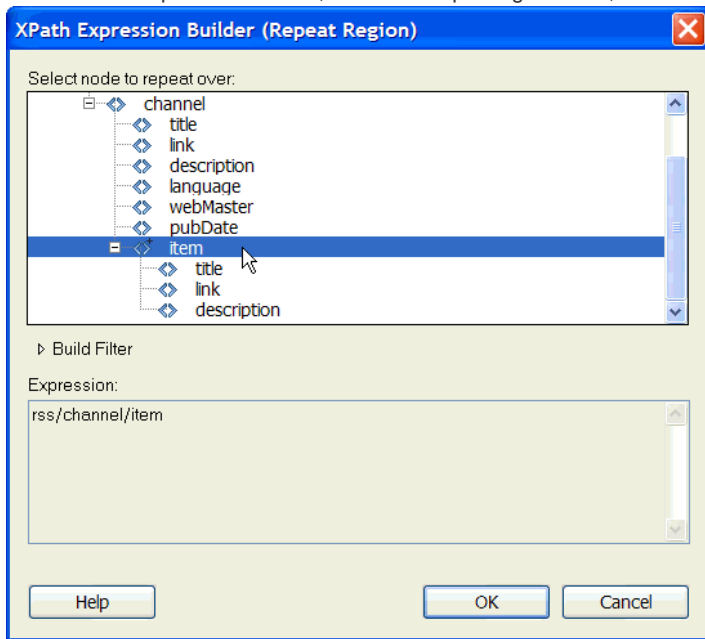 XPath Expression Builder (Repeat Region)
Select node to repeat over:
channel
title
link
description
language
webMaster
pubDate
item
title
link
description
Build Filter
Expression:
rss/channel/item
Help
OK
Cancel